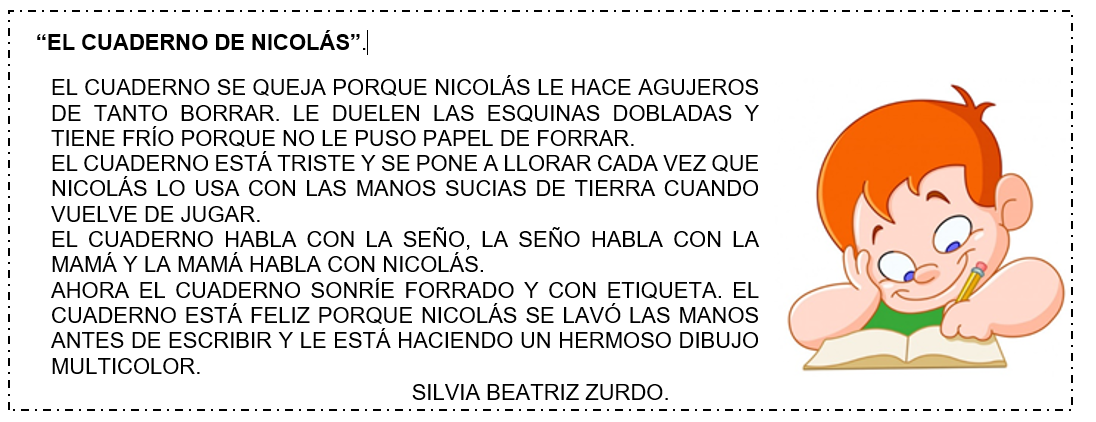 “EL CUADERNO DE NICOLÁS”.
EL CUADERNO SE QUEJA PORQUE NICOLÁS LE HACE AGUJEROS
DE TANTO BORRAR. LE DUELEN LAS ESQUINAS DOBLADAS Y
TIENE FRÍO PORQUE NO LE PUSO PAPEL DE FORRAR.
EL CUADERNO ESTÁ TRISTE Y SE PONE A LLORAR CADA VEZ QUE
NICOLÁS LO USA CON LAS MANOS SUCIAS DE TIERRA CUANDO
VUELVE DE JUGAR.
EL CUADERNO HABLA CON LA SEÑO, LA SEÑO HABLA CON LA
MAMÁ Y LA MAMÁ HABLA CON NICOLÁS.
AHORA EL CUADERNO SONRÍE FORRADO Y CON ETIQUETA. EL
CUADERNO ESTÁ FELIZ PORQUE NICOLÁS SE LAVÓ LAS MANOS
ANTES DE ESCRIBIR Y LE ESTÁ HACIENDO UN HERMOSO DIBUJO
MULTICOLOR.
SILVIA BEATRIZ ZURDO.